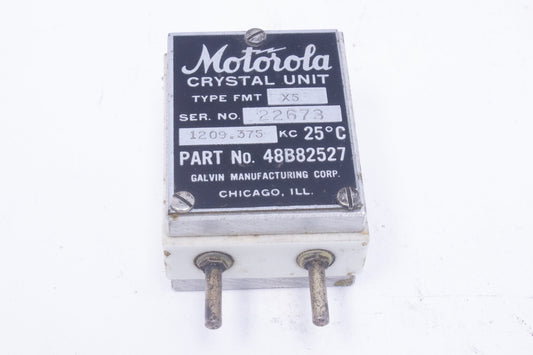 Motorola
CRYSTAL UNIT
TYPE FMT X5
SER. NO. 22673
1209.375 KC 25°C
PART No. 48B82527
GALVIN MANUFACTURING CORP.
CHICAGO, ILL.